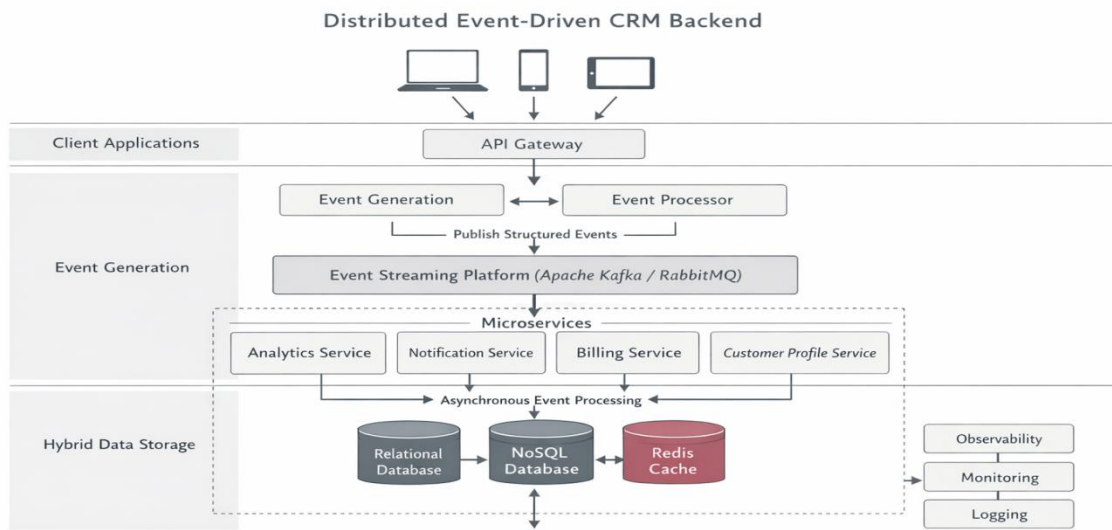 Distributed Event-Driven CRM Backend
Client Applications
API Gateway
Event Generation
Event Generation
Event Processor
Publish Structured Events
Event Streaming Platform (Apache Kafka / RabbitMQ)
Microservices
Analytics Service
Notification Service
Billing Service
Customer Profile Service
Asynchronous Event Processing
Hybrid Data Storage
Relational
Database
NoSQL
Database
Redis
Cache
Observability
Monitoring
Logging